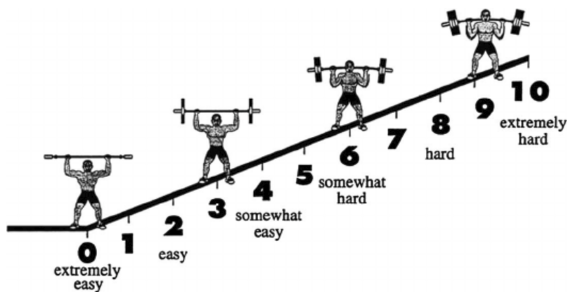 0
extremely
easy
1
2
easy
3
4
somewhat
easy
5
6
somewhat
hard
7
8
hard
9
10
extremely
hard